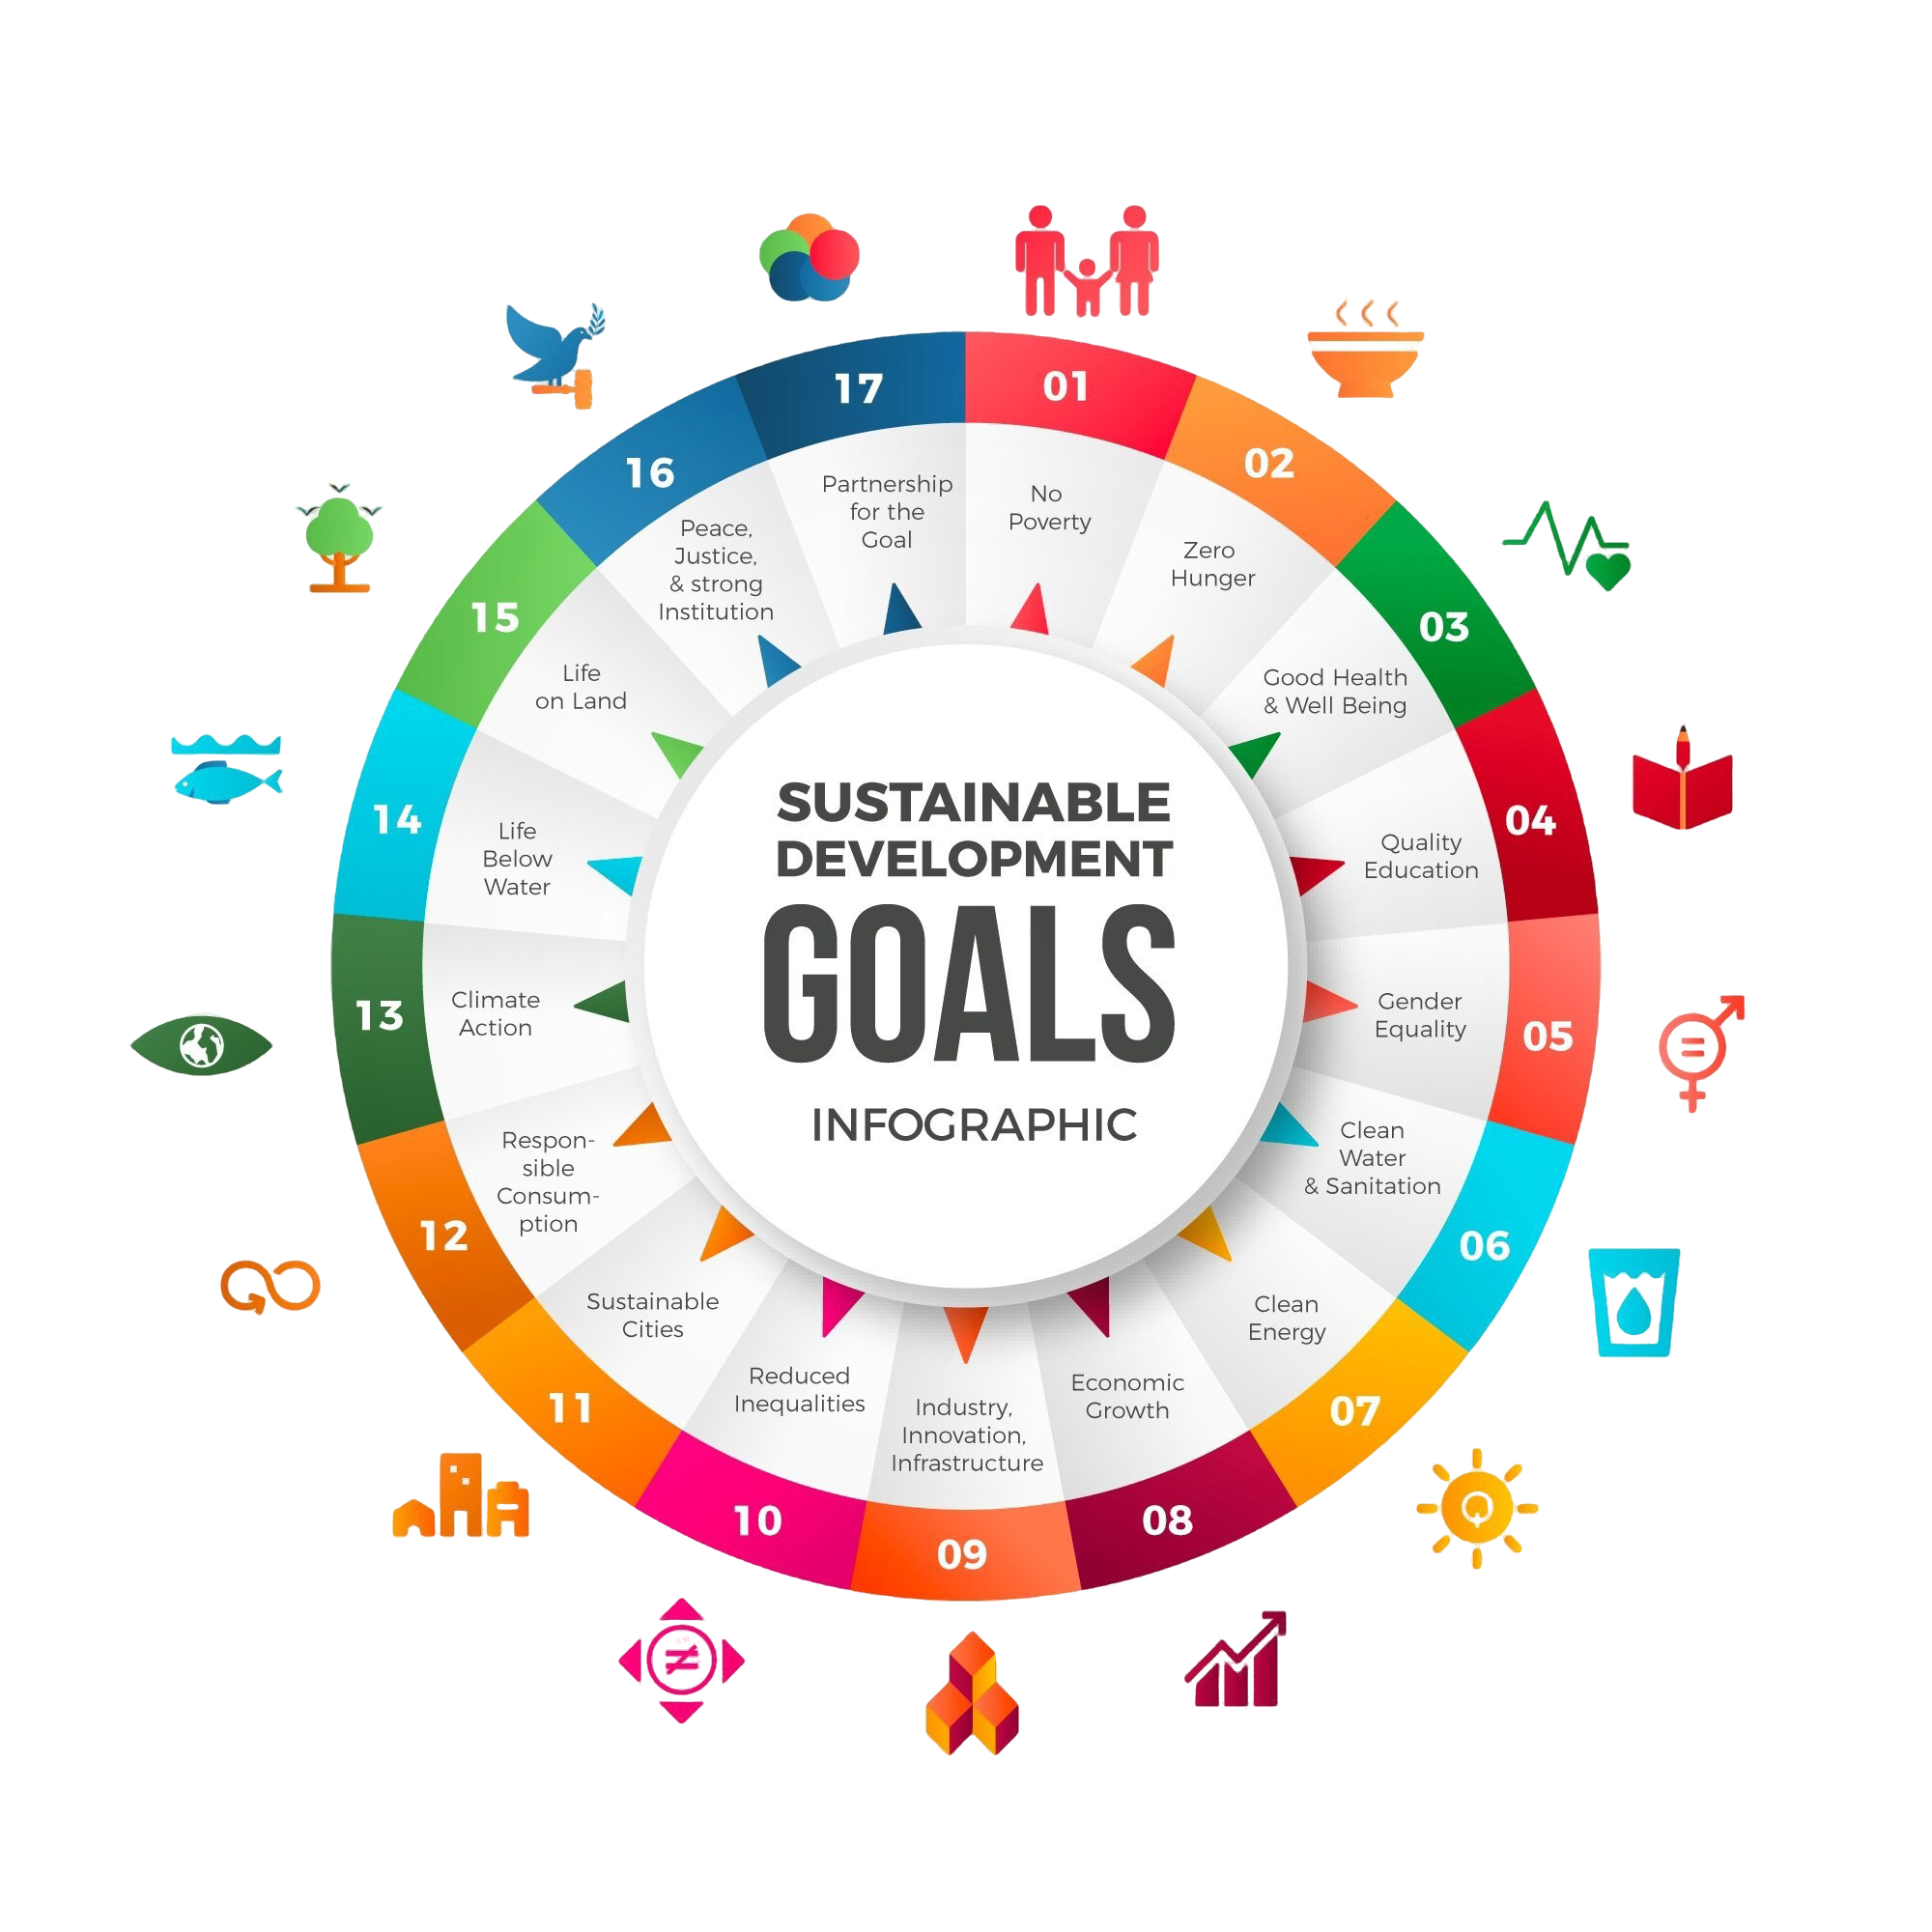 SUSTAINABLE
DEVELOPMENT
GOALS
INFOGRAPHIC
01
No
Poverty
02
Zero
Hunger
03
Good Health
& Well Being
04
Quality
Education
05
Gender
Equality
06
Clean
Water
& Sanitation
07
Clean
Energy
08
Economic
Growth
09
Industry,
Innovation,
Infrastructure
10
Reduced
Inequalities
11
Sustainable
Cities
12
Respon-
sible
Consum-
ption
13
Climate
Action
14
Life
Below
Water
15
Life
on Land
16
Peace,
Justice,
& strong
Institution
17
Partnership
for the
Goal